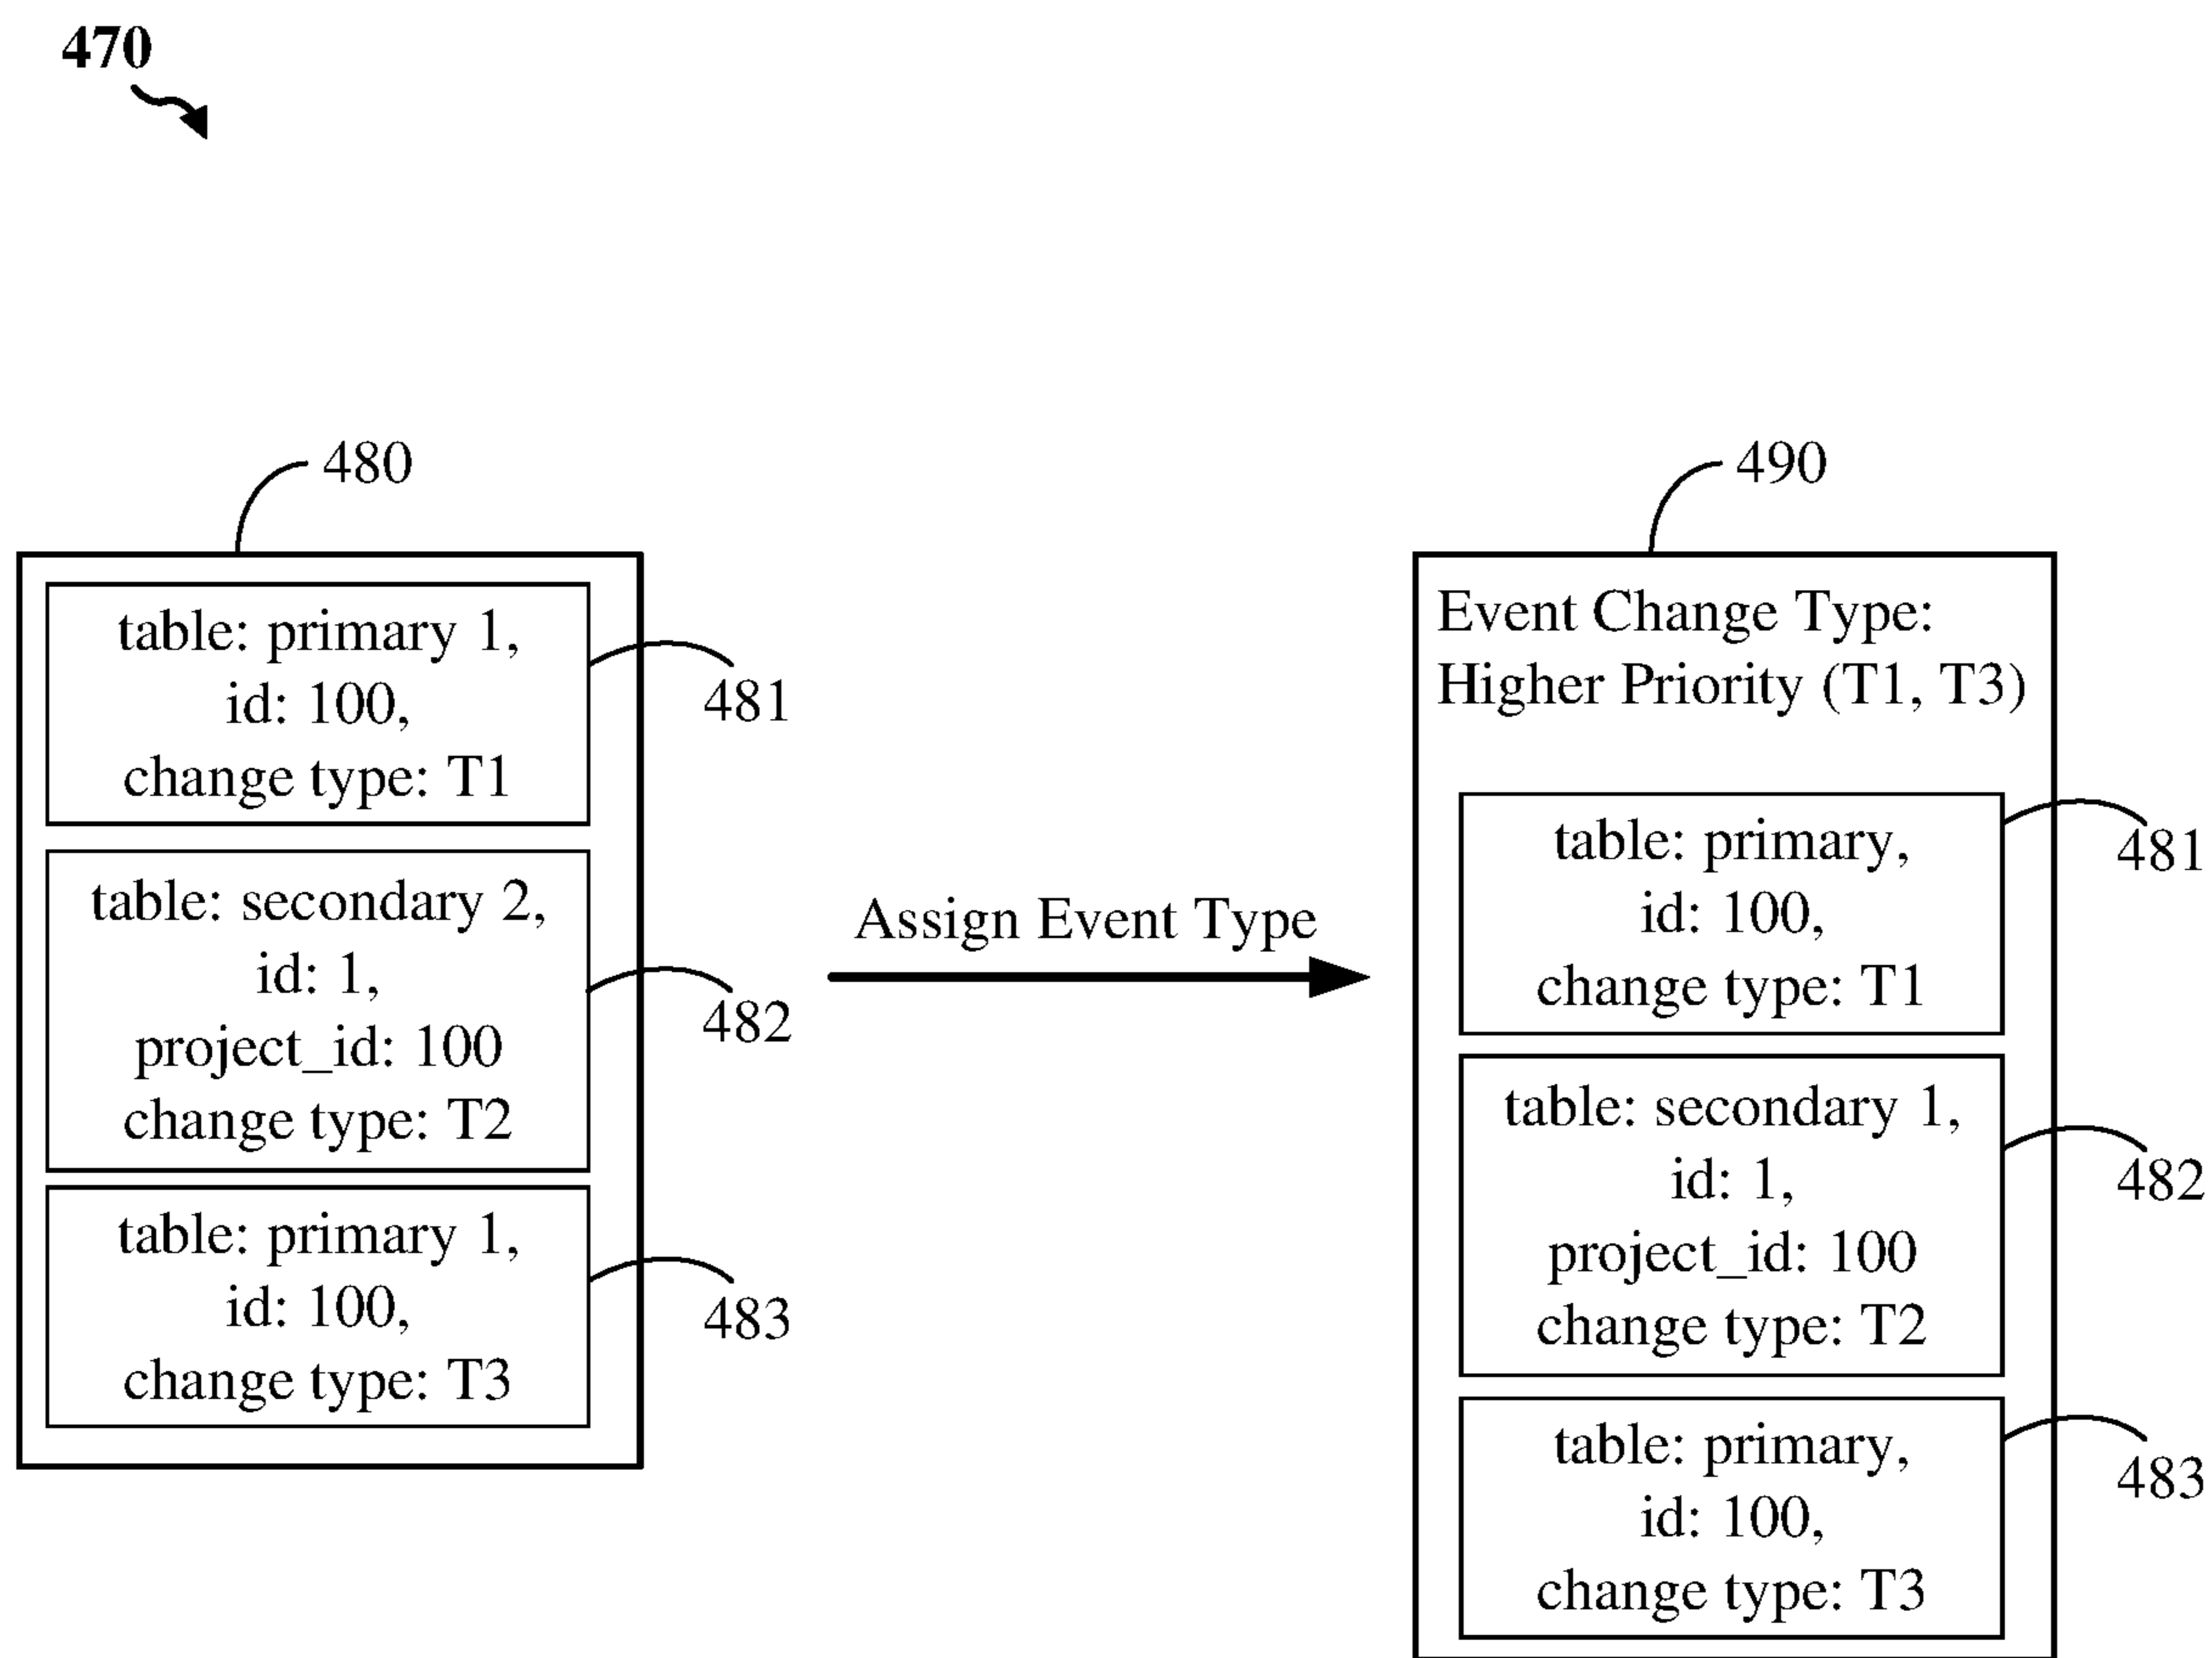 470
480
table: primary 1,
id: 100,
change type: T1
481
table: secondary 2,
id: 1,
project_id: 100
change type: T2
482
table: primary 1,
id: 100,
change type: T3
483
Assign Event Type
490
Event Change Type:
Higher Priority (T1, T3)
table: primary,
id: 100,
change type: T1
481
table: secondary 1,
id: 1,
project_id: 100
change type: T2
482
table: primary,
id: 100,
change type: T3
483